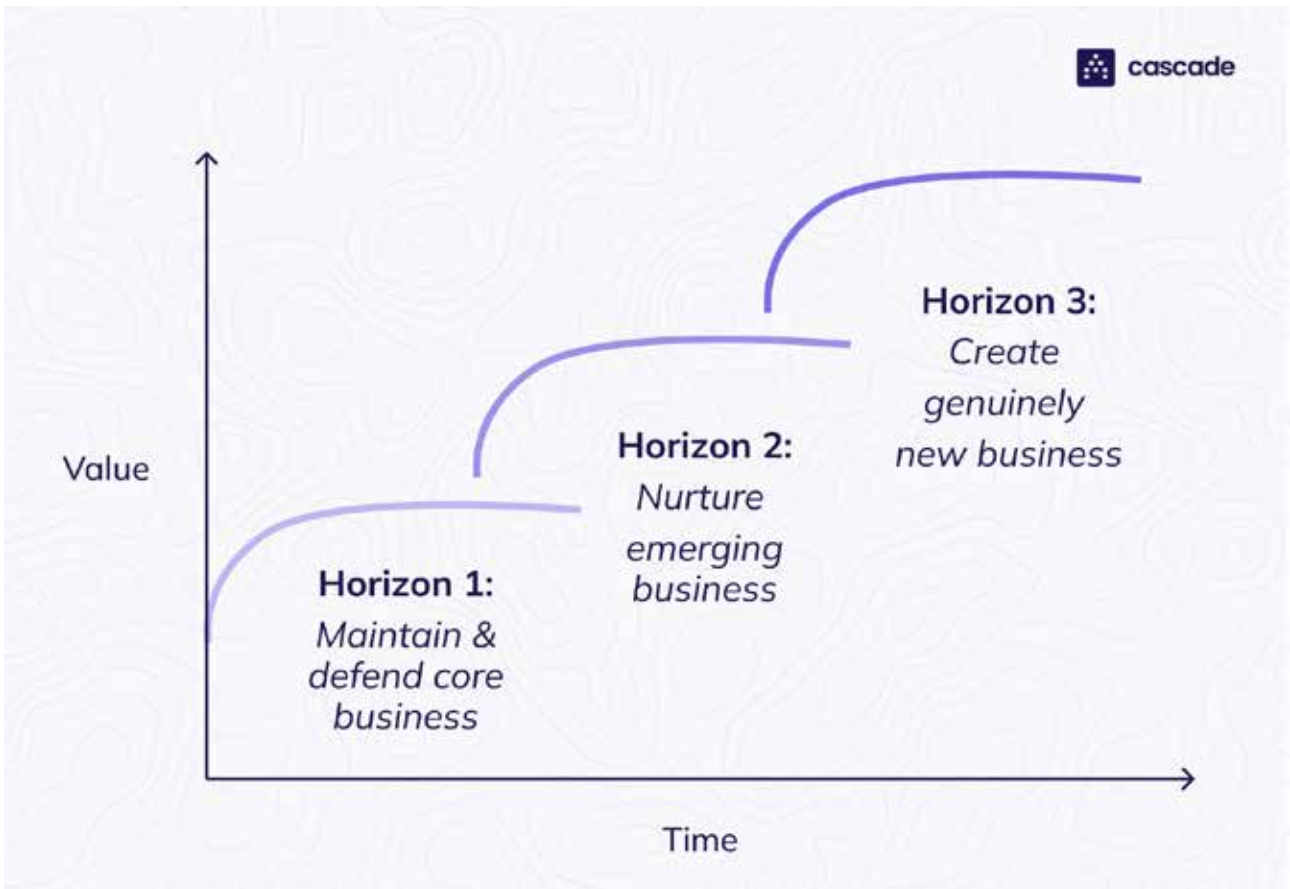 cascade
Value
Horizon 1:
Maintain &
defend core
business
Horizon 2:
Nurture
emerging
business
Horizon 3:
Create
genuinely
new business
Time